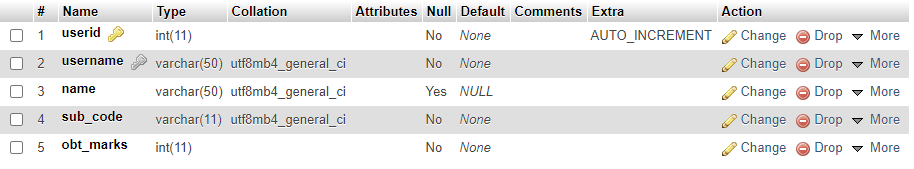 # Name Type Collation Attributes Null Default Comments Extra Action
1 userid int(11) No None AUTO_INCREMENT Change Drop More
2 username varchar(50) utf8mb4_general_ci No None Change Drop More
3 name varchar(50) utf8mb4_general_ci Yes NULL Change Drop More
4 sub_code varchar(11) utf8mb4_general_ci No None Change Drop More
5 obt_marks int(11) No None Change Drop More